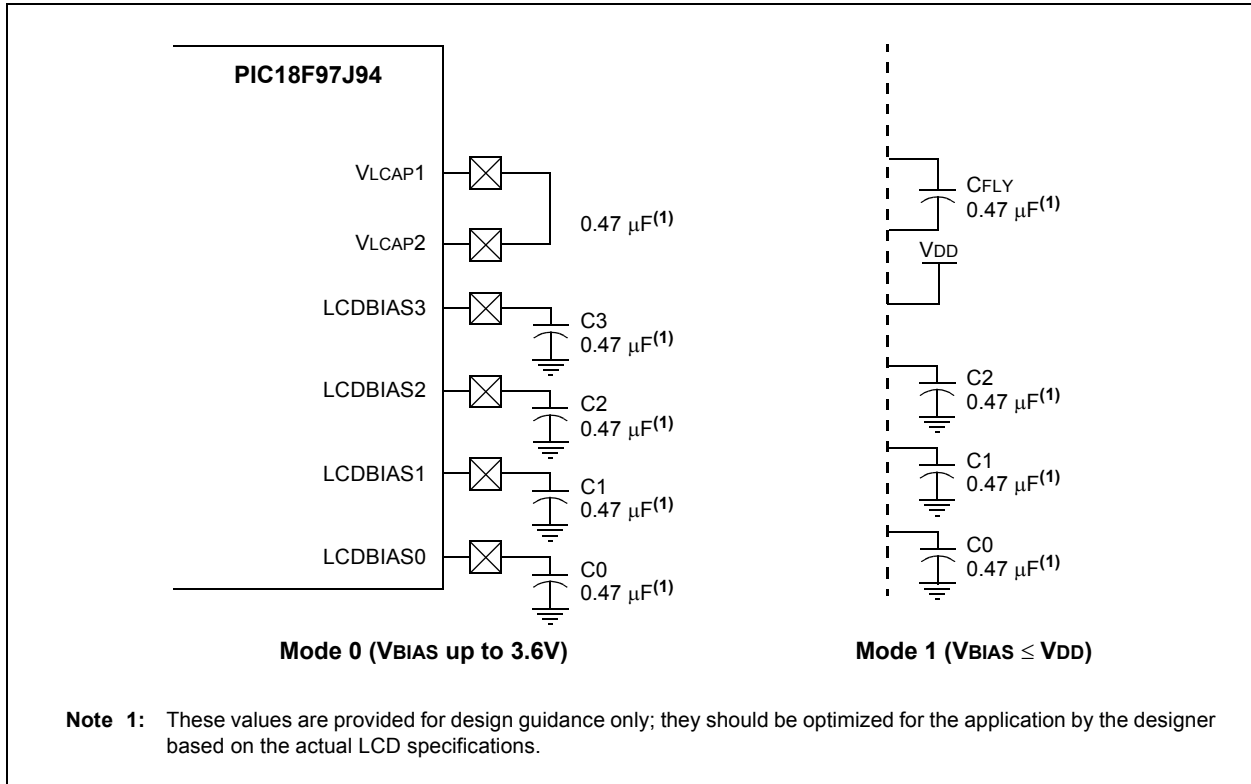 PIC18F97J94
VLCAP1
0.47 μF(1)
VLCAP2
LCDBIAS3
C3
0.47 μF(1)
LCDBIAS2
C2
0.47 μF(1)
LCDBIAS1
C1
0.47 μF(1)
LCDBIAS0
C0
0.47 μF(1)
Mode 0 (VBIAS up to 3.6V)
CFLY
0.47 μF(1)
VDD
C2
0.47 μF(1)
C1
0.47 μF(1)
C0
0.47 μF(1)
Mode 1 (VBIAS ≤ VDD)
Note 1: These values are provided for design guidance only; they should be optimized for the application by the designer
based on the actual LCD specifications.